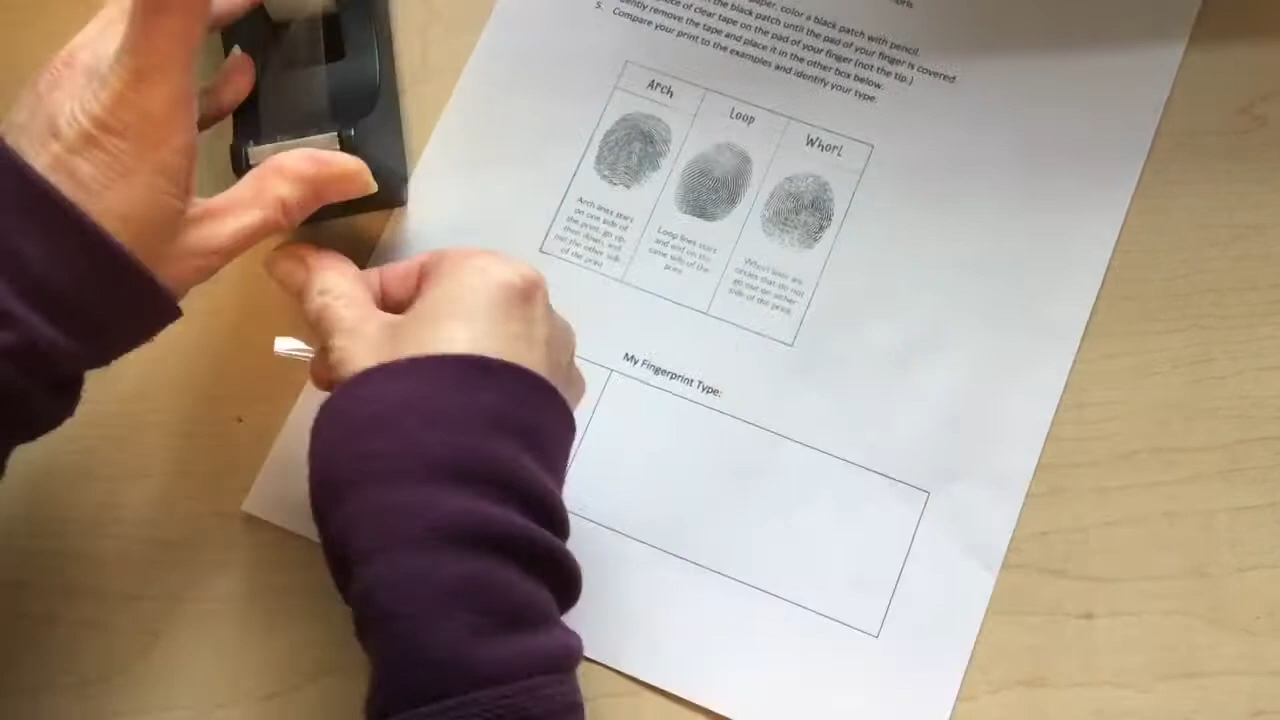 paper, color a black patch with pencil.
the black patch until the pad of your finger is covered
piece of clear tape on the pad of your finger (not the tip.)
gently remove the tape and place it in the other box below.
5. Compare your print to the examples and identify your type.
Arch
Loop
Whorl
Arch lines start
on one side of
the print, go up,
then down, and
out the other side
of the print
Loop lines start
and end on the
same side of the
print
Whorl lines are
circles that do not
go out on either
side of the print.
My Fingerprint Type: